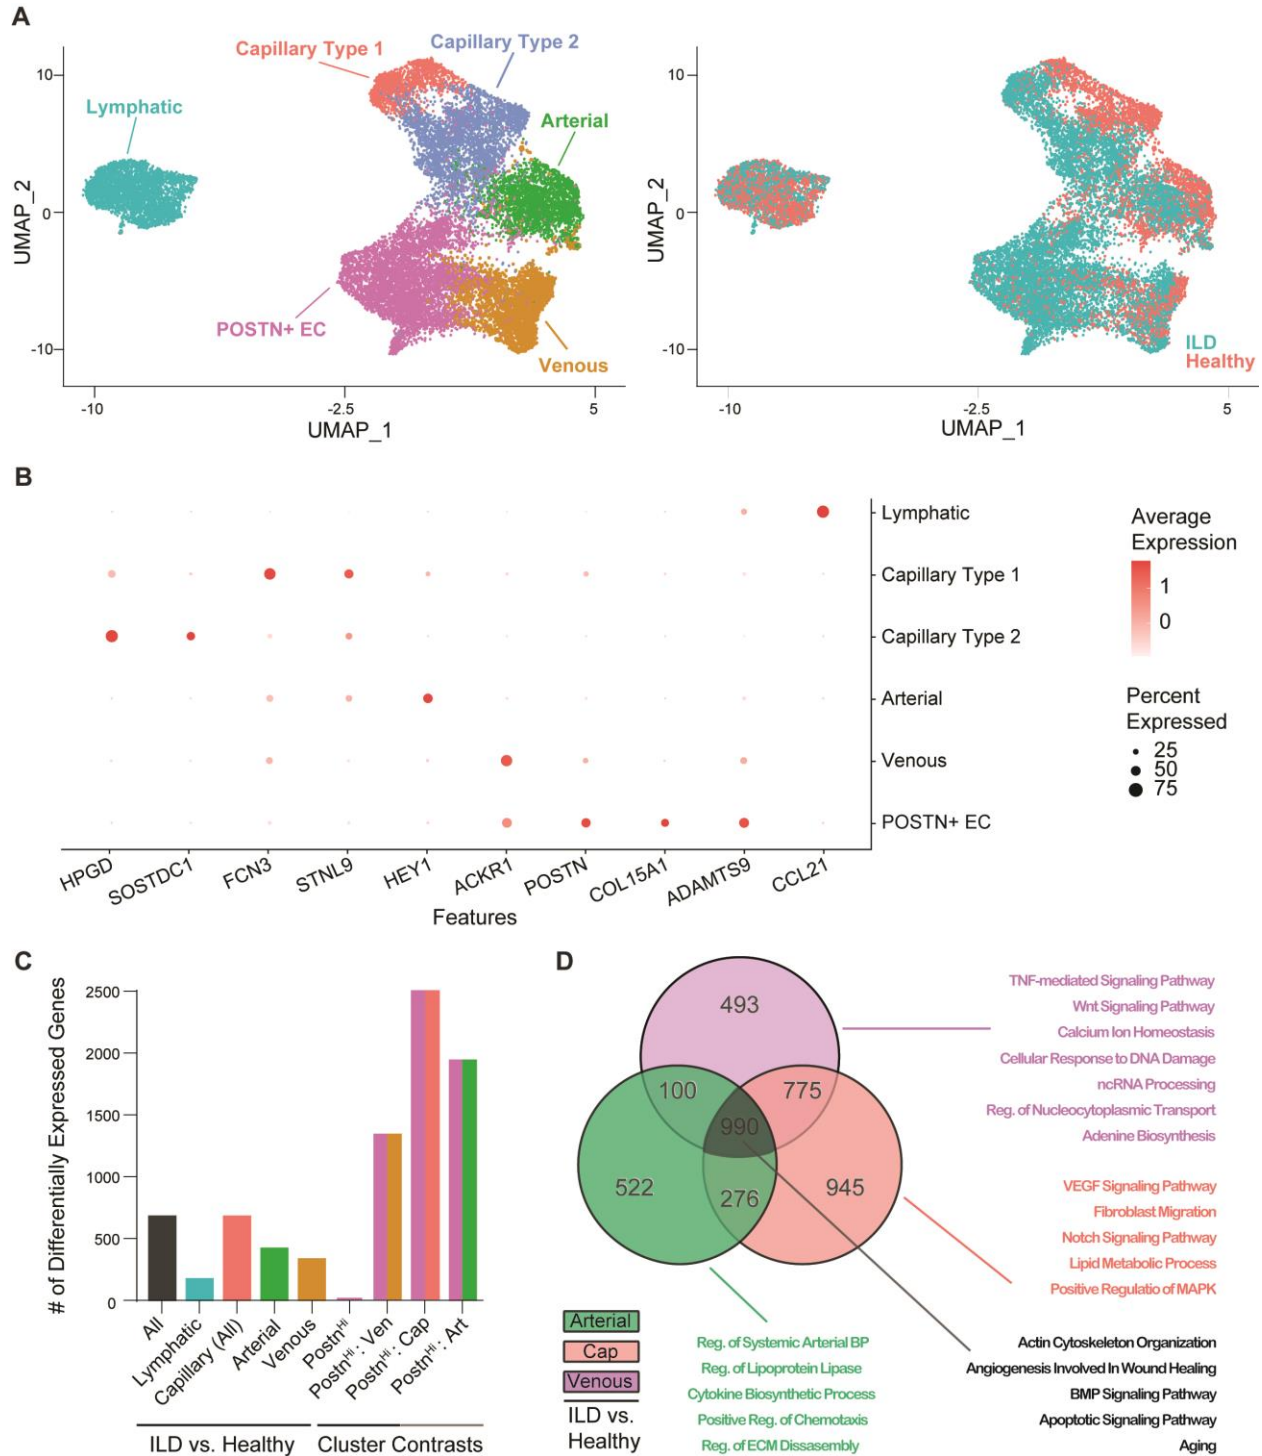 A
Capillary Type 1
Capillary Type 2
Lymphatic
Arterial
POSTN+ EC
Venous
UMAP_2
10
0
-10
-10
-2.5
5
UMAP_1
UMAP_2
10
0
-10
ILD
Healthy
-10
-2.5
5
UMAP_1
B
Lymphatic
Capillary Type 1
Capillary Type 2
Arterial
Venous
POSTN+ EC
HPGD
SOSTDC1
FCN3
STNL9
HEY1
ACKR1
POSTN
COL15A1
ADAMTS9
CCL21
Features
Average
Expression
1
0
Percent
Expressed
25
50
75
C
# of Differentially Expressed Genes
2500
2000
1500
1000
500
0
All
Lymphatic
Capillary (All)
Arterial
Venous
Postn^Hi
Postn^Hi: Ven
Postn^Hi: Cap
Postn^Hi: Art
ILD vs. Healthy
Cluster Contrasts
D
493
100
775
990
522
276
945
Arterial
Cap
Venous
ILD vs.
Healthy
TNF-mediated Signaling Pathway
Wnt Signaling Pathway
Calcium Ion Homeostasis
Cellular Response to DNA Damage
ncRNA Processing
Reg. of Nucleocytoplasmic Transport
Adenine Biosynthesis
VEGF Signaling Pathway
Fibroblast Migration
Notch Signaling Pathway
Lipid Metabolic Process
Positive Regulatio of MAPK
Reg. of Systemic Arterial BP
Reg. of Lipoprotein Lipase
Cytokine Biosynthetic Process
Positive Reg. of Chemotaxis
Reg. of ECM Dissasembly
Actin Cytoskeleton Organization
Angiogenesis Involved In Wound Healing
BMP Signaling Pathway
Apoptotic Signaling Pathway
Aging